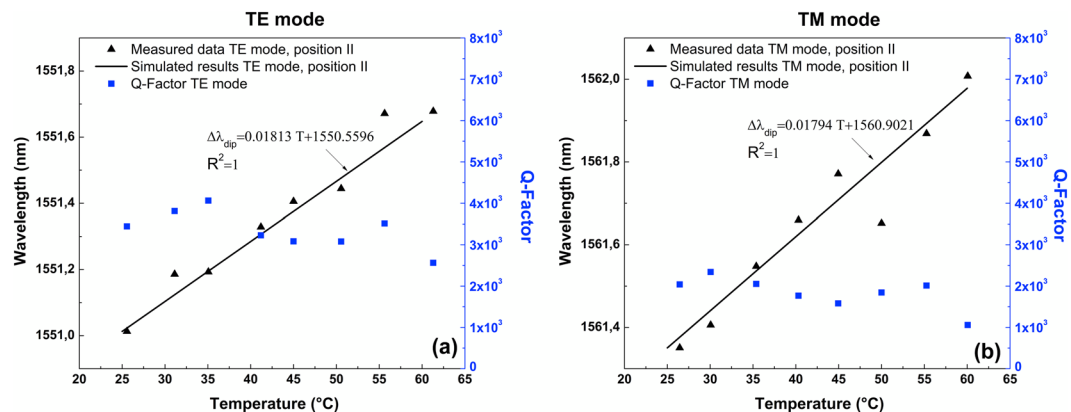 TE mode
Measured data TE mode, position II
Simulated results TE mode, position II
Q-Factor TE mode
Δλdip=0.01813 T+1550.5596
R²=1
1551,8
1551,6
1551,4
1551,2
1551,0
Wavelength (nm)
8x10³
7x10³
6x10³
5x10³
4x10³
3x10³
2x10³
1x10³
0
Q-Factor
(a)
20 25 30 35 40 45 50 55 60 65
Temperature (°C)
TM mode
Measured data TM mode, position II
Simulated results TM mode, position II
Q-Factor TM mode
Δλdip=0.01794 T+1560.9021
R²=1
1562,0
1561,8
1561,6
1561,4
Wavelength (nm)
8x10³
7x10³
6x10³
5x10³
4x10³
3x10³
2x10³
1x10³
0
Q-Factor
(b)
20 25 30 35 40 45 50 55 60 65
Temperature (°C)